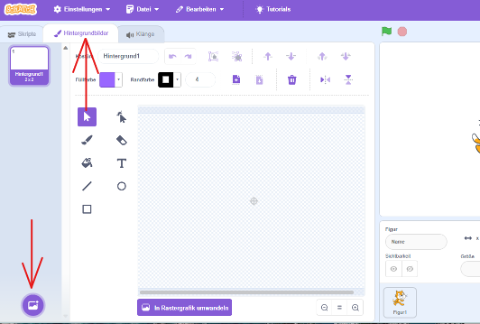 SCRATCH
Einstellungen
Datei
Bearbeiten
Tutorials
Skripte
Hintergrundbilder
Klänge
Hintergrund1
Füllfarbe
Randfarbe
4
Hintergrund1
2 x 2
In Rastergrafik umwandeln
Figur
Name
x
Sichtbarkeit
Größe
Figur1